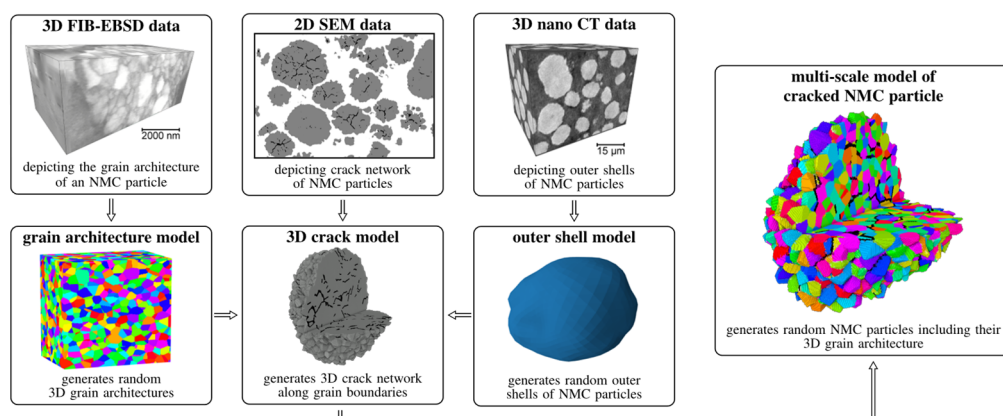 3D FIB-EBSD data
2000 nm
depicting the grain architecture
of an NMC particle
2D SEM data
depicting crack network
of NMC particles
3D nano CT data
15 µm
depicting outer shells
of NMC particles
grain architecture model
generates random
3D grain architectures
3D crack model
generates 3D crack network
along grain boundaries
outer shell model
generates random outer
shells of NMC particles
multi-scale model of
cracked NMC particle
generates random NMC particles including their
3D grain architecture